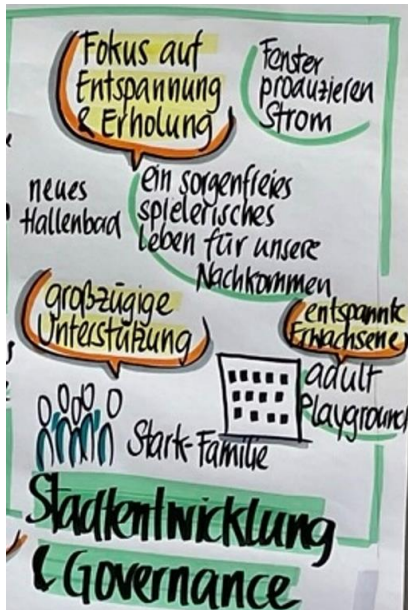 Fokus auf
Entspannung
& Erholung
Fenster
produzieren
Strom
neues
Hallenbad
ein sorgenfreies
spielerisches
Leben für unsere
Nachkommen
großzügige
Unterstützung
entspannte
Erwachsene
adult
Playground
Stark-Familie
Stadtentwicklung
& Governance